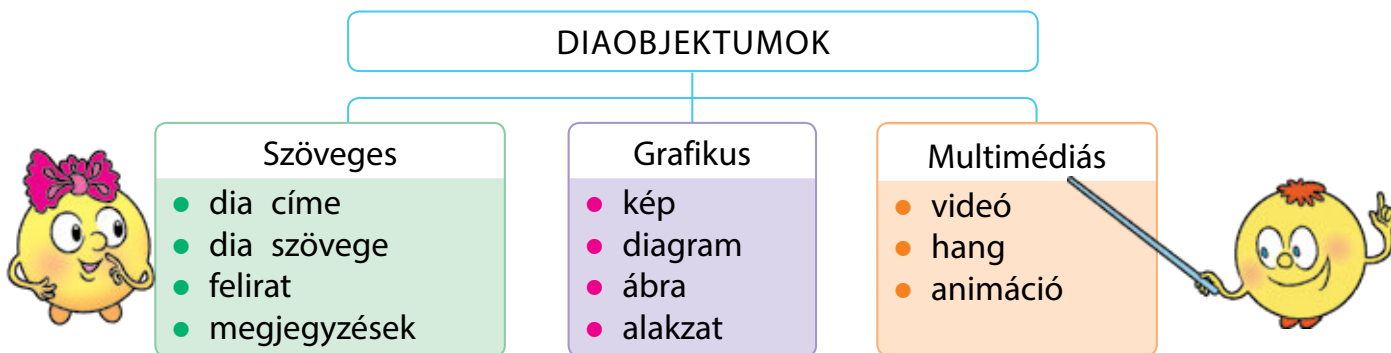 DIAOBJEKTUMOK
Szöveges
dia címe
dia szövege
felirat
megjegyzések
Grafikus
kép
diagram
ábra
alakzat
Multimédiás
videó
hang
animáció